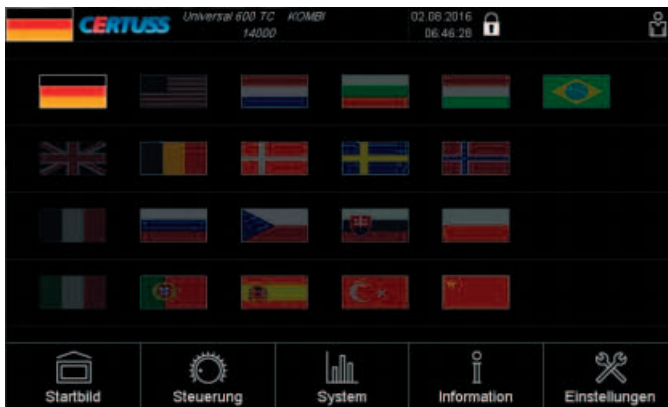 CERTUSS
Universal 600 TC KOMBI
14000
02.08.2016
06:46:28
Startbild
Steuerung
System
Information
Einstellungen